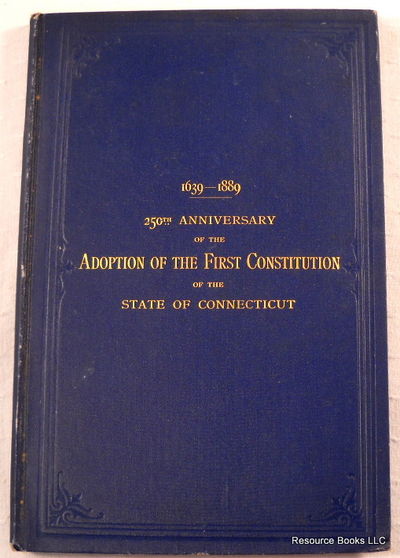 1639—1889
250TH ANNIVERSARY
OF THE
ADOPTION OF THE FIRST CONSTITUTION
OF THE
STATE OF CONNECTICUT
Resource Books LLC